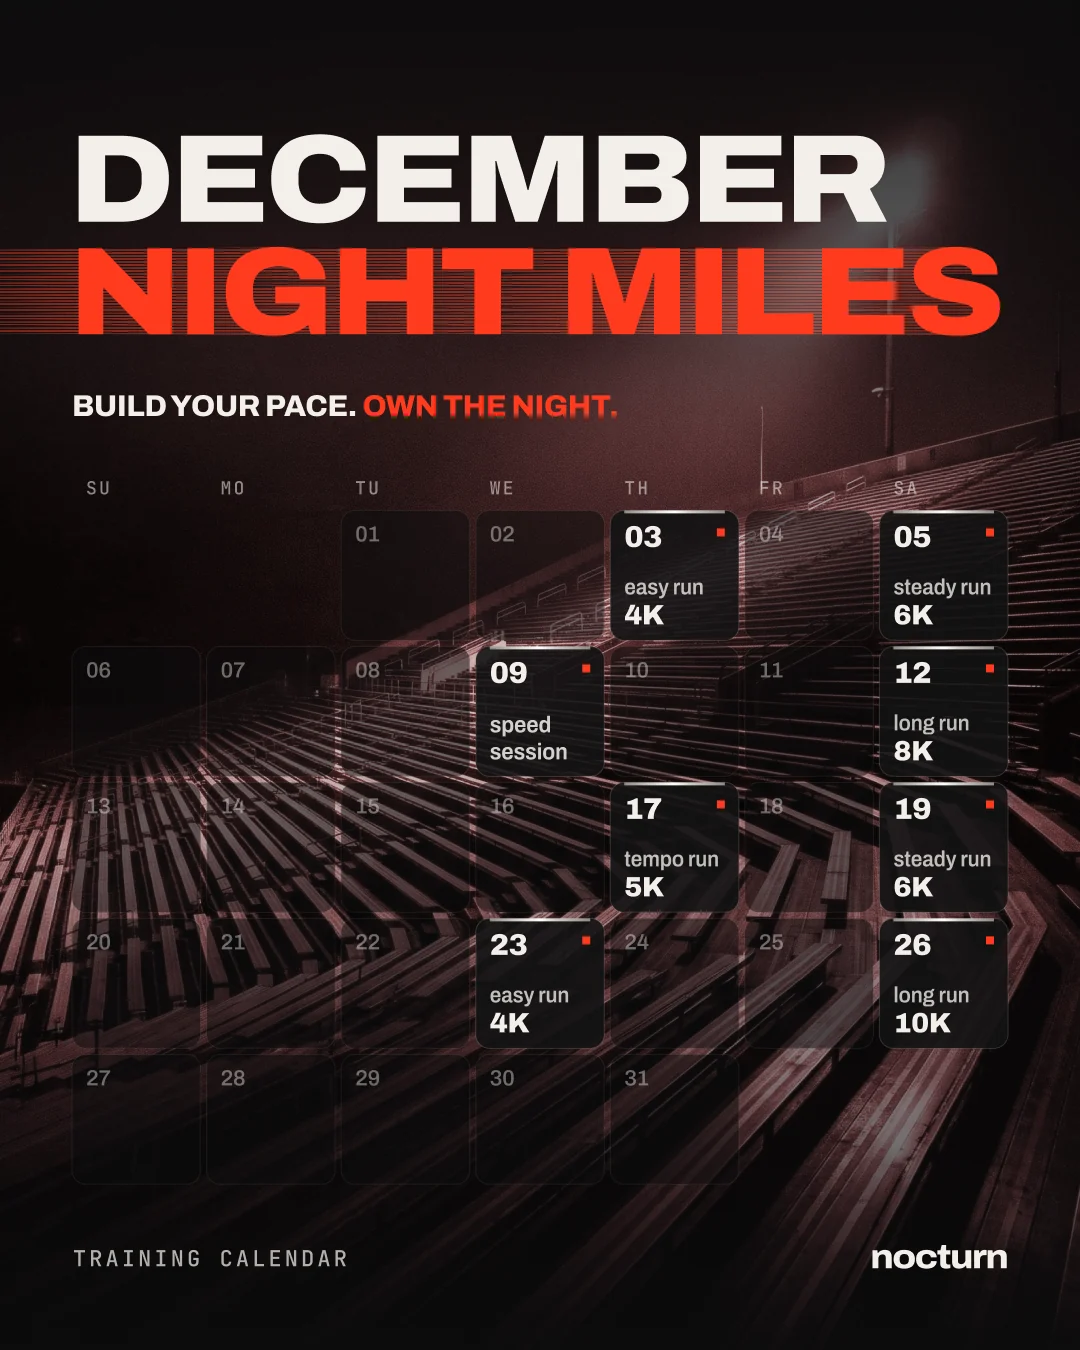 DECEMBER
NIGHT MILES
BUILD YOUR PACE. OWN THE NIGHT.
SU MO TU WE TH FR SA
01 02 03 04 05
easy run steady run
4K 6K
06 07 08 09 10 11 12
speed long run
session 8K
13 14 15 16 17 18 19
tempo run steady run
5K 6K
20 21 22 23 24 25 26
easy run long run
4K 10K
27 28 29 30 31
TRAINING CALENDAR nocturn